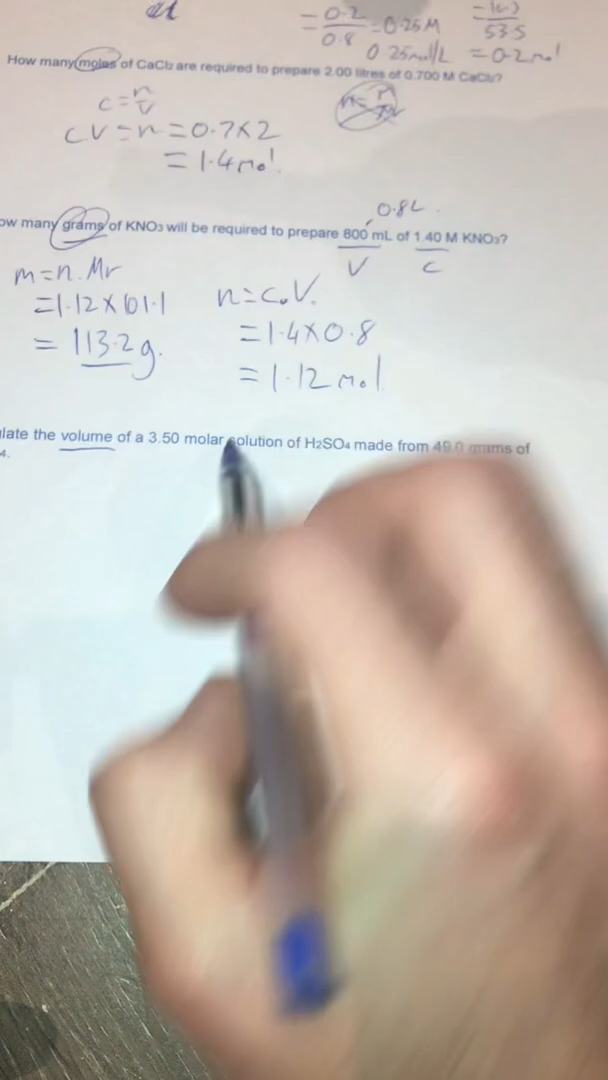 = 0.2/0.8 = 0.25M
53.5
0.25mol/L = 0.2mol
How many moles of CaCl2 are required to prepare 2.00 litres of 0.700 M CaCl2?
c = n/v
cv = n = 0.7×2
= 1.4mol.
0.8L.
ow many grams of KNO3 will be required to prepare 800 mL of 1.40 M KNO3?
V C
m=n.Mr
=1.12×101.1
= 113.2g.
n=c.V.
=1.4×0.8
=1.12mol
late the volume of a 3.50 molar solution of H2SO4 made from 49.0 grams of
4.